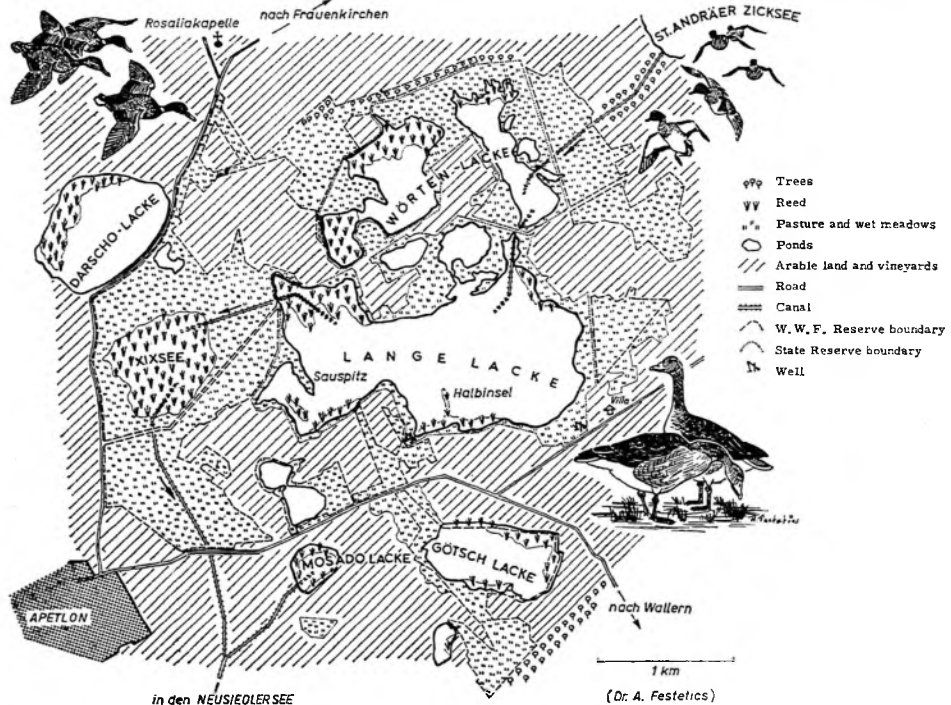 nach Frauenkirchen
Rosaliakapelle
ST. ANDRÄER ZICKSEE
DARSCHO-LACKE
WÖRTEN LACKE
XIXSEE
LANGE LACKE
Sauspitz
Halbinsel
Villa
MOSADO LACKE
GÖTSCH LACKE
APETLON
nach Wallern
in den NEUSIEDLERSEE
1 km
(Dr. A. Festetics)
Trees
Reed
Pasture and wet meadows
Ponds
Arable land and vineyards
Road
Canal
W.W.F. Reserve boundary
State Reserve boundary
Well